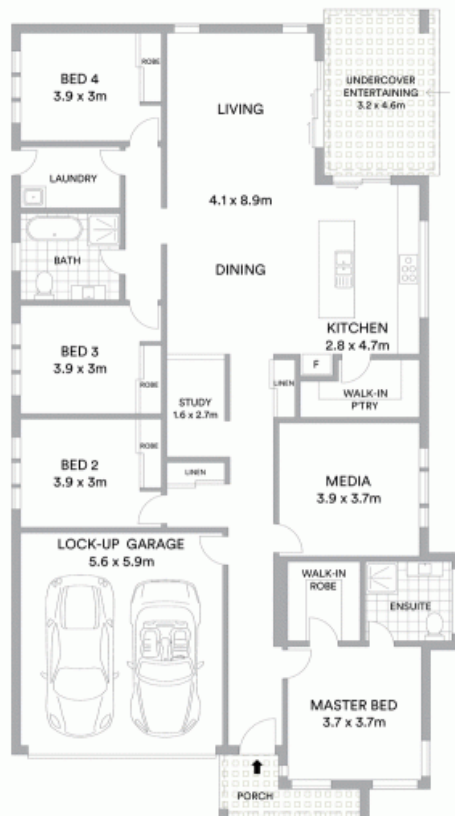 BED 4
3.9 x 3m
ROBE
LIVING
UNDERCOVER
ENTERTAINING
3.2 x 4.6m
LAUNDRY
4.1 x 8.9m
BATH
DINING
KITCHEN
2.8 x 4.7m
BED 3
3.9 x 3m
ROBE
F
LINEN
WALK-IN
P'TRY
STUDY
1.6 x 2.7m
BED 2
3.9 x 3m
ROBE
LINEN
MEDIA
3.9 x 3.7m
LOCK-UP GARAGE
5.6 x 5.9m
WALK-IN
ROBE
ENSUITE
MASTER BED
3.7 x 3.7m
PORCH